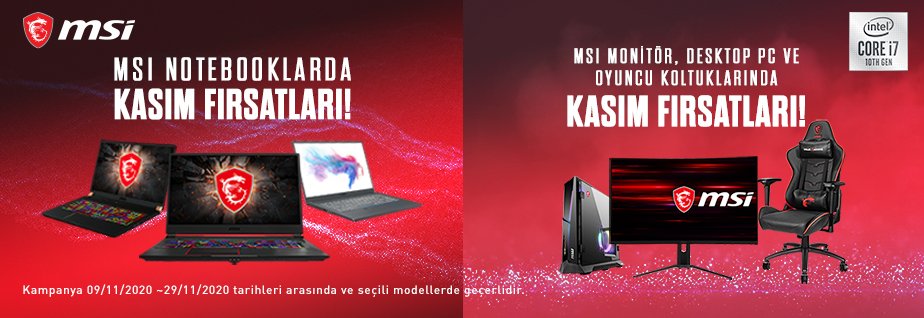 msi
MSI NOTEBOOKLARDA
KASIM FIRSATLARI!
MSI MONİTÖR, DESKTOP PC VE
OYUNCU KOLTUKLARINDA
KASIM FIRSATLARI!
intel
CORE i7
10TH GEN
msi
Kampanya 09/11/2020 ~29/11/2020 tarihleri arasında ve seçili modellerde geçerlidir.